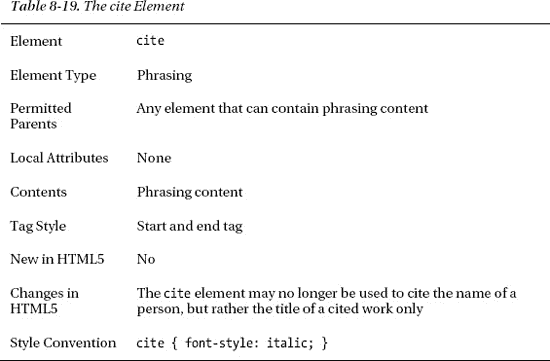 Table 8-19. The cite Element
Element cite
Element Type Phrasing
Permitted Any element that can contain phrasing content
Parents
Local Attributes None
Contents Phrasing content
Tag Style Start and end tag
New in HTML5 No
Changes in The cite element may no longer be used to cite the name of a
HTML5 person, but rather the title of a cited work only
Style Convention cite { font-style: italic; }